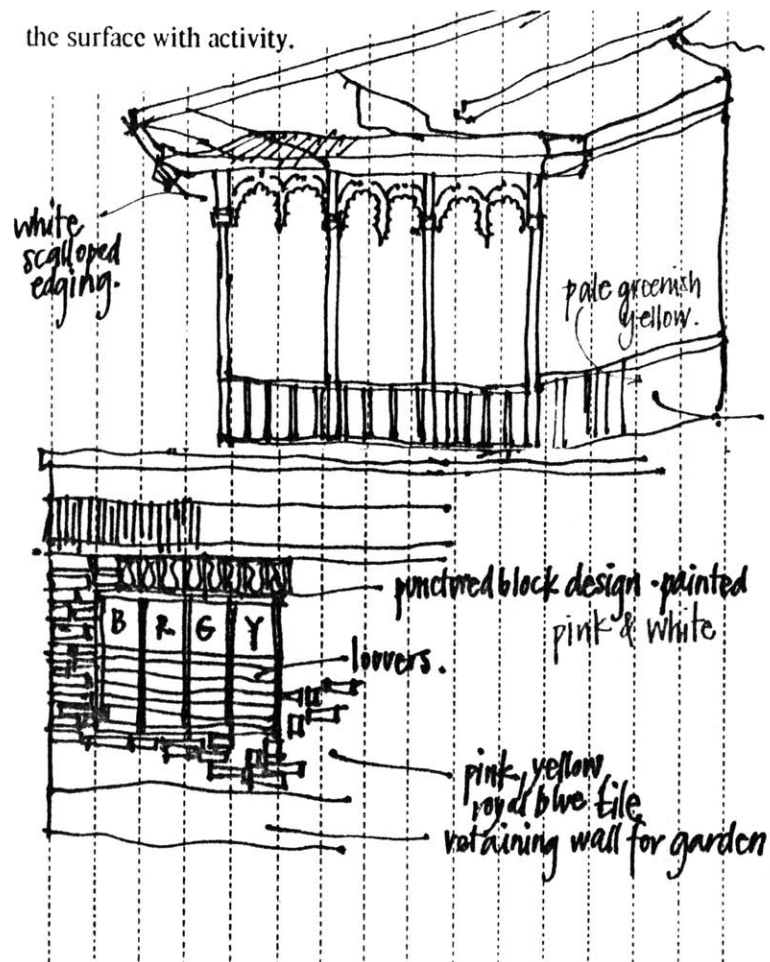 the surface with activity.
white
scalloped
edging.
pale greenish
yellow.
punctured block design - painted
pink & white
B R G Y
louvers.
pink, yellow
royal blue tile
retaining wall for garden